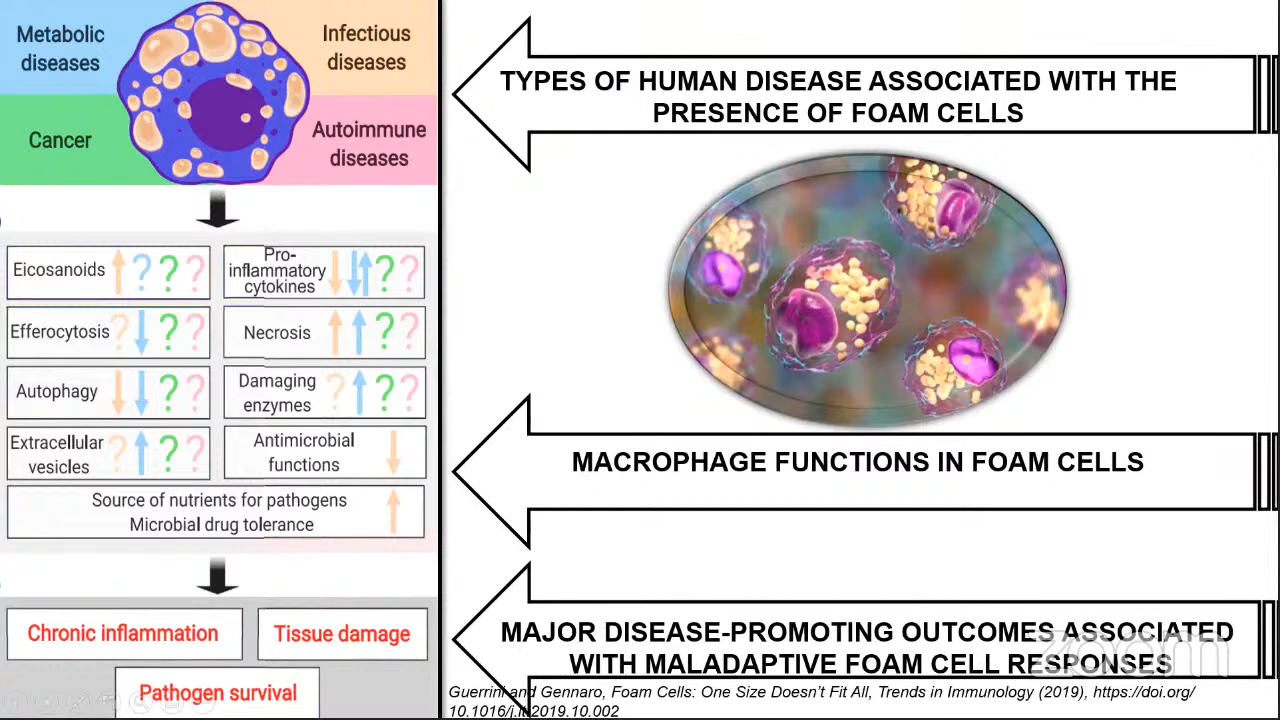 Metabolic
diseases
Infectious
diseases
Cancer
Autoimmune
diseases
TYPES OF HUMAN DISEASE ASSOCIATED WITH THE
PRESENCE OF FOAM CELLS
Eicosanoids ? ? ?
Pro-
inflammatory
cytokines ? ?
Efferocytosis ? ? ?
Necrosis ? ?
Autophagy ? ?
Damaging
enzymes ? ? ?
Extracellular
vesicles ? ? ?
Antimicrobial
functions
Source of nutrients for pathogens
Microbial drug tolerance
MACROPHAGE FUNCTIONS IN FOAM CELLS
Chronic inflammation
Tissue damage
Pathogen survival
MAJOR DISEASE-PROMOTING OUTCOMES ASSOCIATED
WITH MALADAPTIVE FOAM CELL RESPONSES
zoom
Guerrini and Gennaro, Foam Cells: One Size Doesn't Fit All, Trends in Immunology (2019), https://doi.org/
10.1016/j.it.2019.10.002